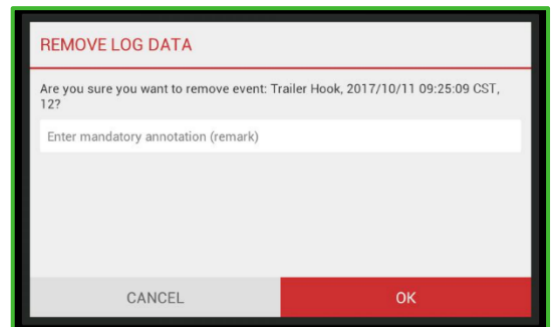 REMOVE LOG DATA
Are you sure you want to remove event: Trailer Hook, 2017/10/11 09:25:09 CST,
12?
Enter mandatory annotation (remark)
CANCEL
OK